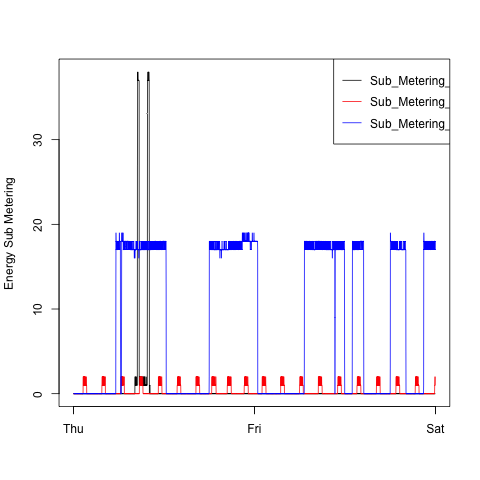 Sub_Metering_
Sub_Metering_
Sub_Metering_
Energy Sub Metering
30
20
10
0
Thu Fri Sat